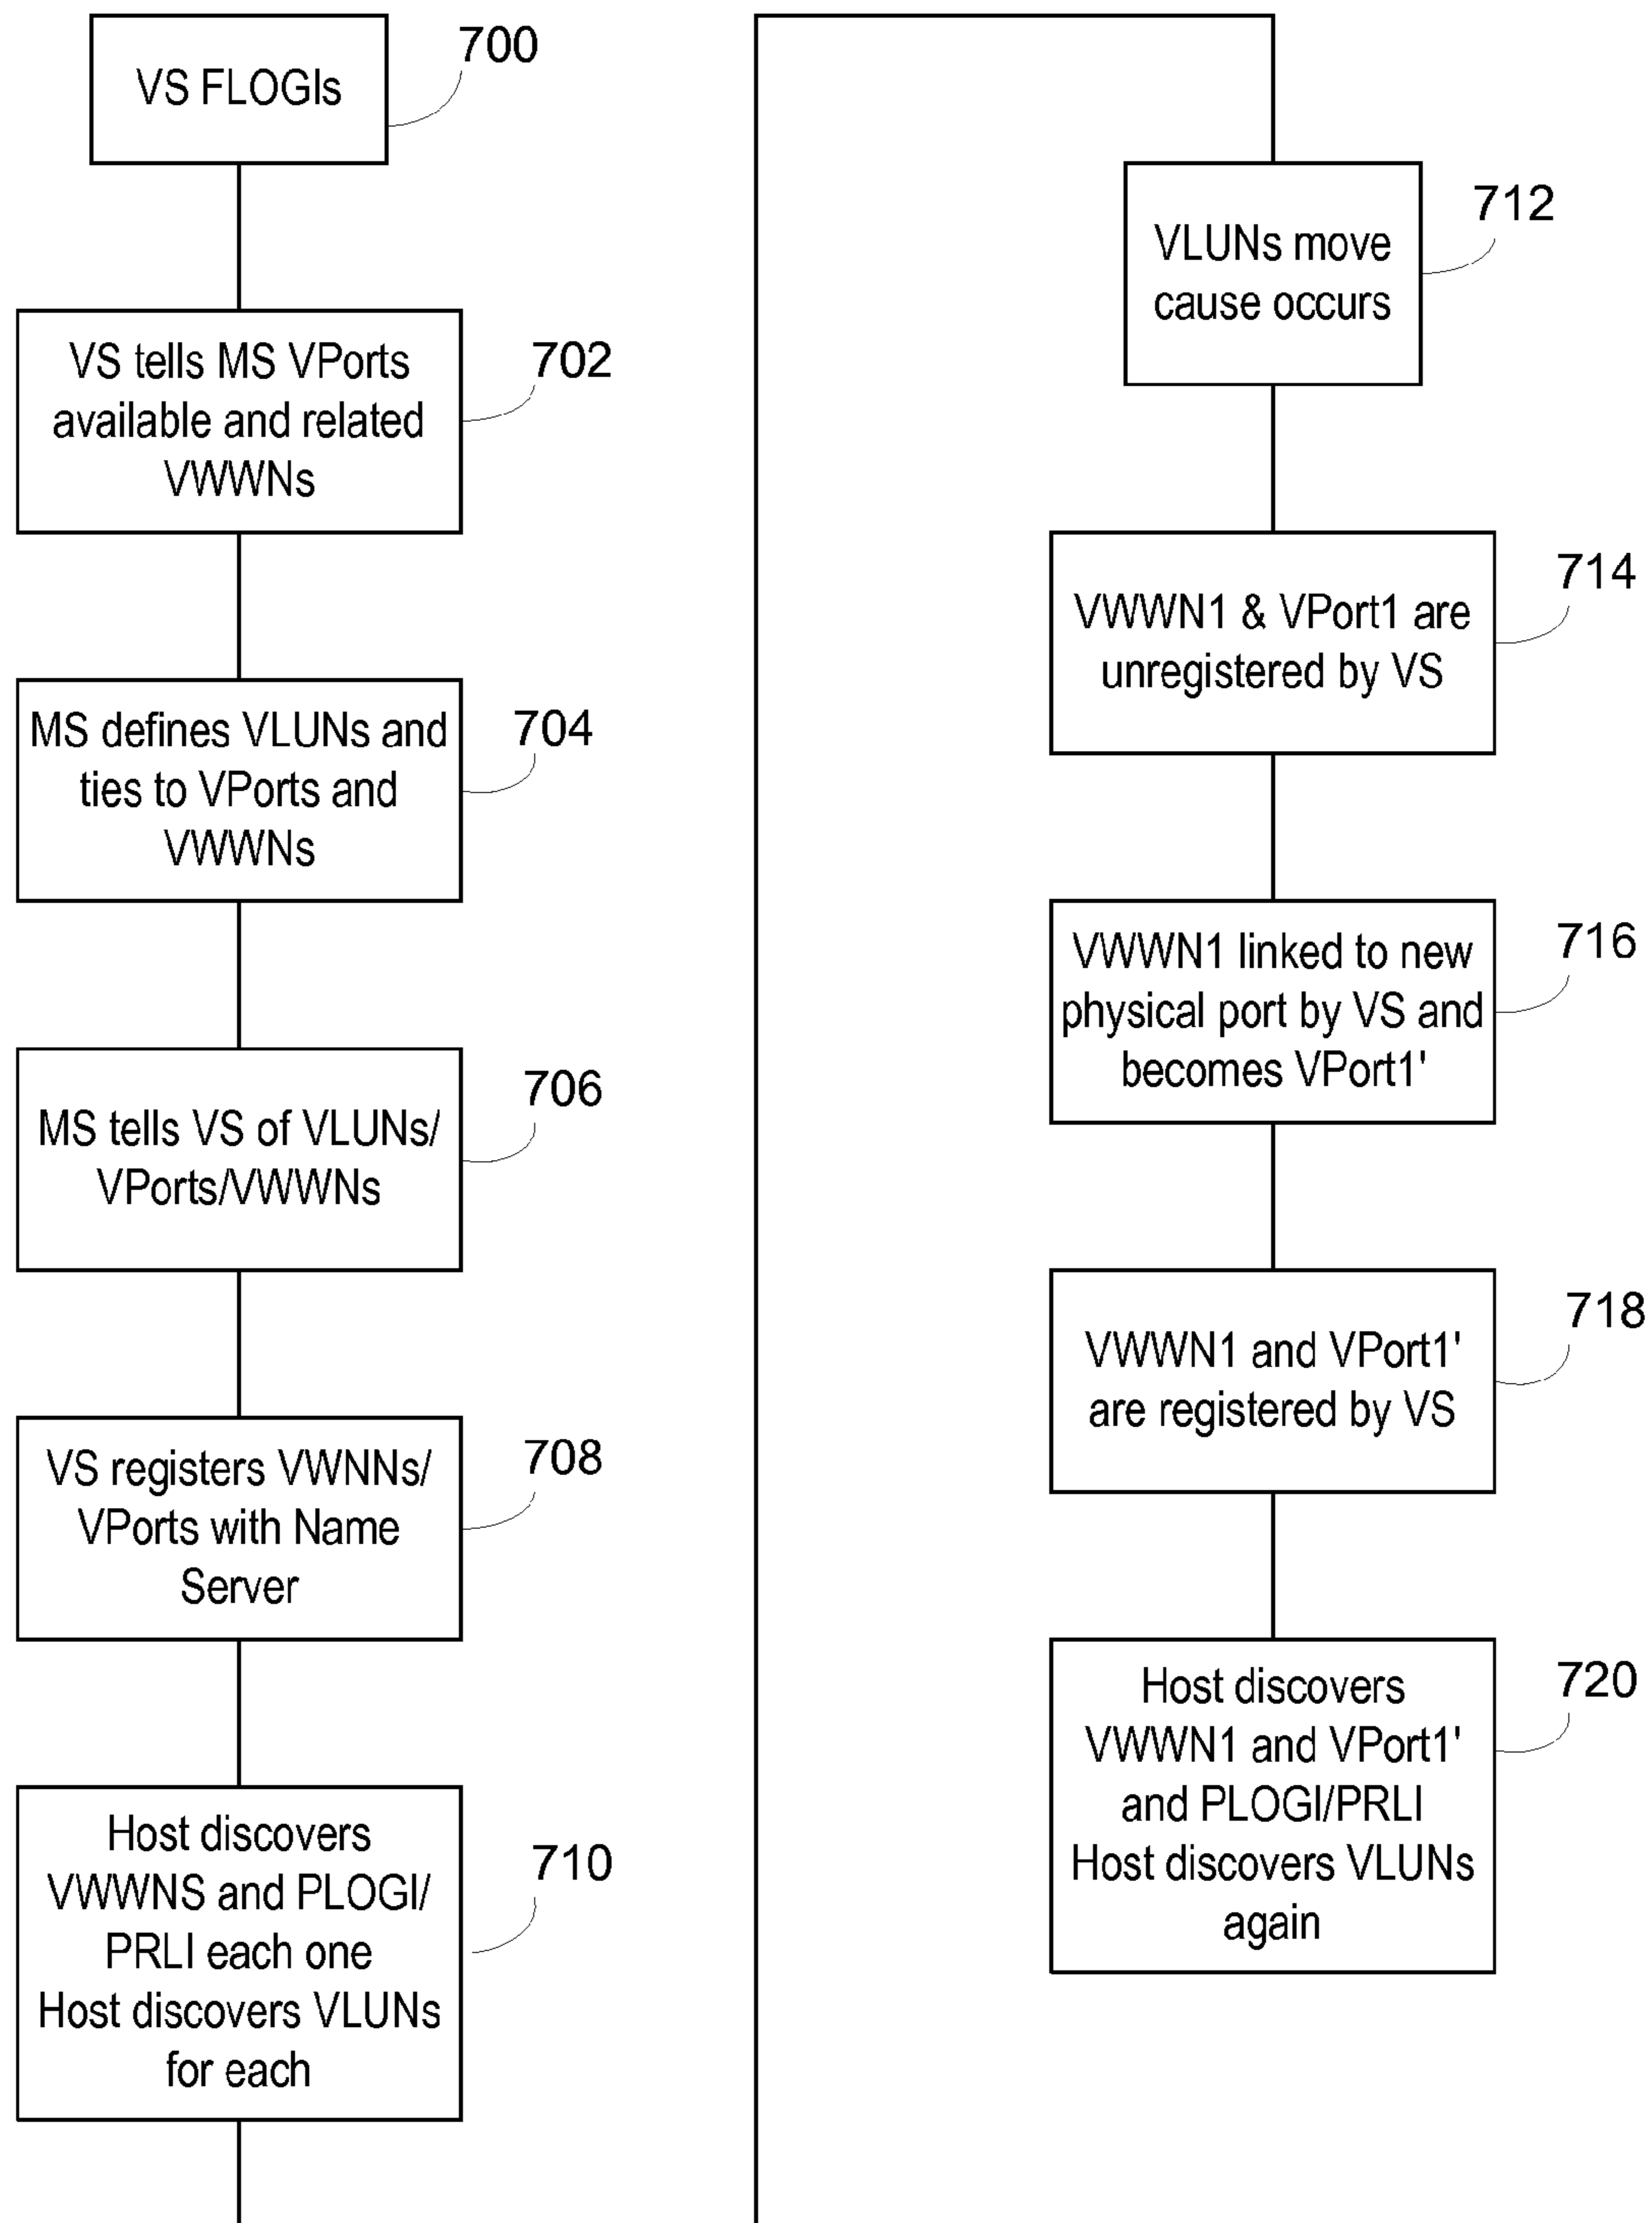 VS FLOGIs
700
VS tells MS VPorts
available and related
VWWNs
702
MS defines VLUNs and
ties to VPorts and
VWWNs
704
MS tells VS of VLUNs/
VPorts/VWWNs
706
VS registers VWNNs/
VPorts with Name
Server
708
Host discovers
VWWNS and PLOGI/
PRLI each one
Host discovers VLUNs
for each
710
VLUNs move
cause occurs
712
VWWN1 & VPort1 are
unregistered by VS
714
VWWN1 linked to new
physical port by VS and
becomes VPort1'
716
VWWN1 and VPort1'
are registered by VS
718
Host discovers
VWWN1 and VPort1'
and PLOGI/PRLI
Host discovers VLUNs
again
720